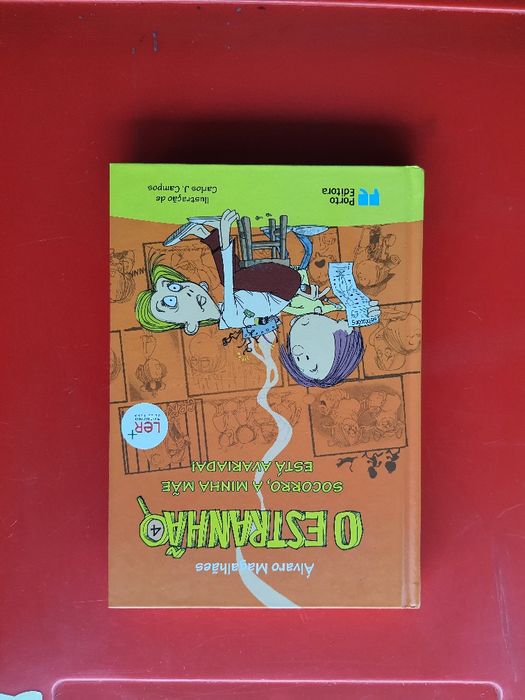 Álvaro Magalhães
O ESTRANHÃO
4
SOCORRO, A MINHA MÃE
ESTÁ AVARIADA!
LeR+
Ilustração de
Carlos J. Campos
Porto
Editora